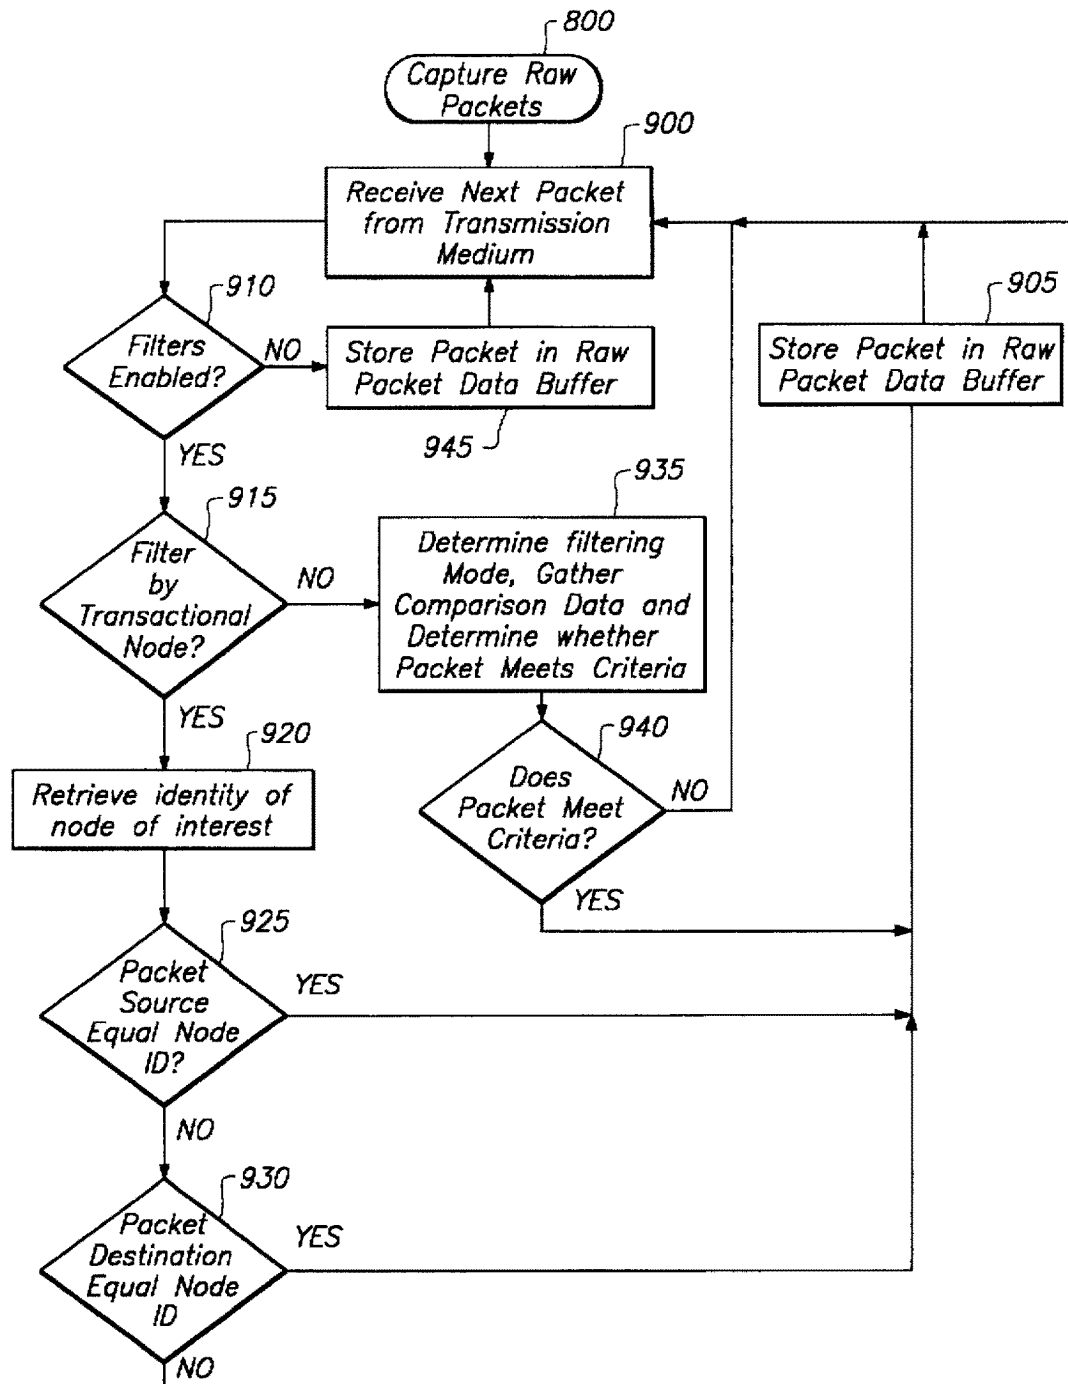 800
Capture Raw
Packets
900
Receive Next Packet
from Transmission
Medium
910
Filters
Enabled?
NO
Store Packet in Raw
Packet Data Buffer
945
905
Store Packet in Raw
Packet Data Buffer
YES
915
Filter
by
Transactional
Node?
NO
935
Determine filtering
Mode, Gather
Comparison Data and
Determine whether
Packet Meets Criteria
YES
920
Retrieve identity of
node of interest
940
Does
Packet Meet
Criteria?
NO
YES
925
Packet
Source
Equal Node
ID?
YES
NO
930
Packet
Destination
Equal Node
ID
YES
NO